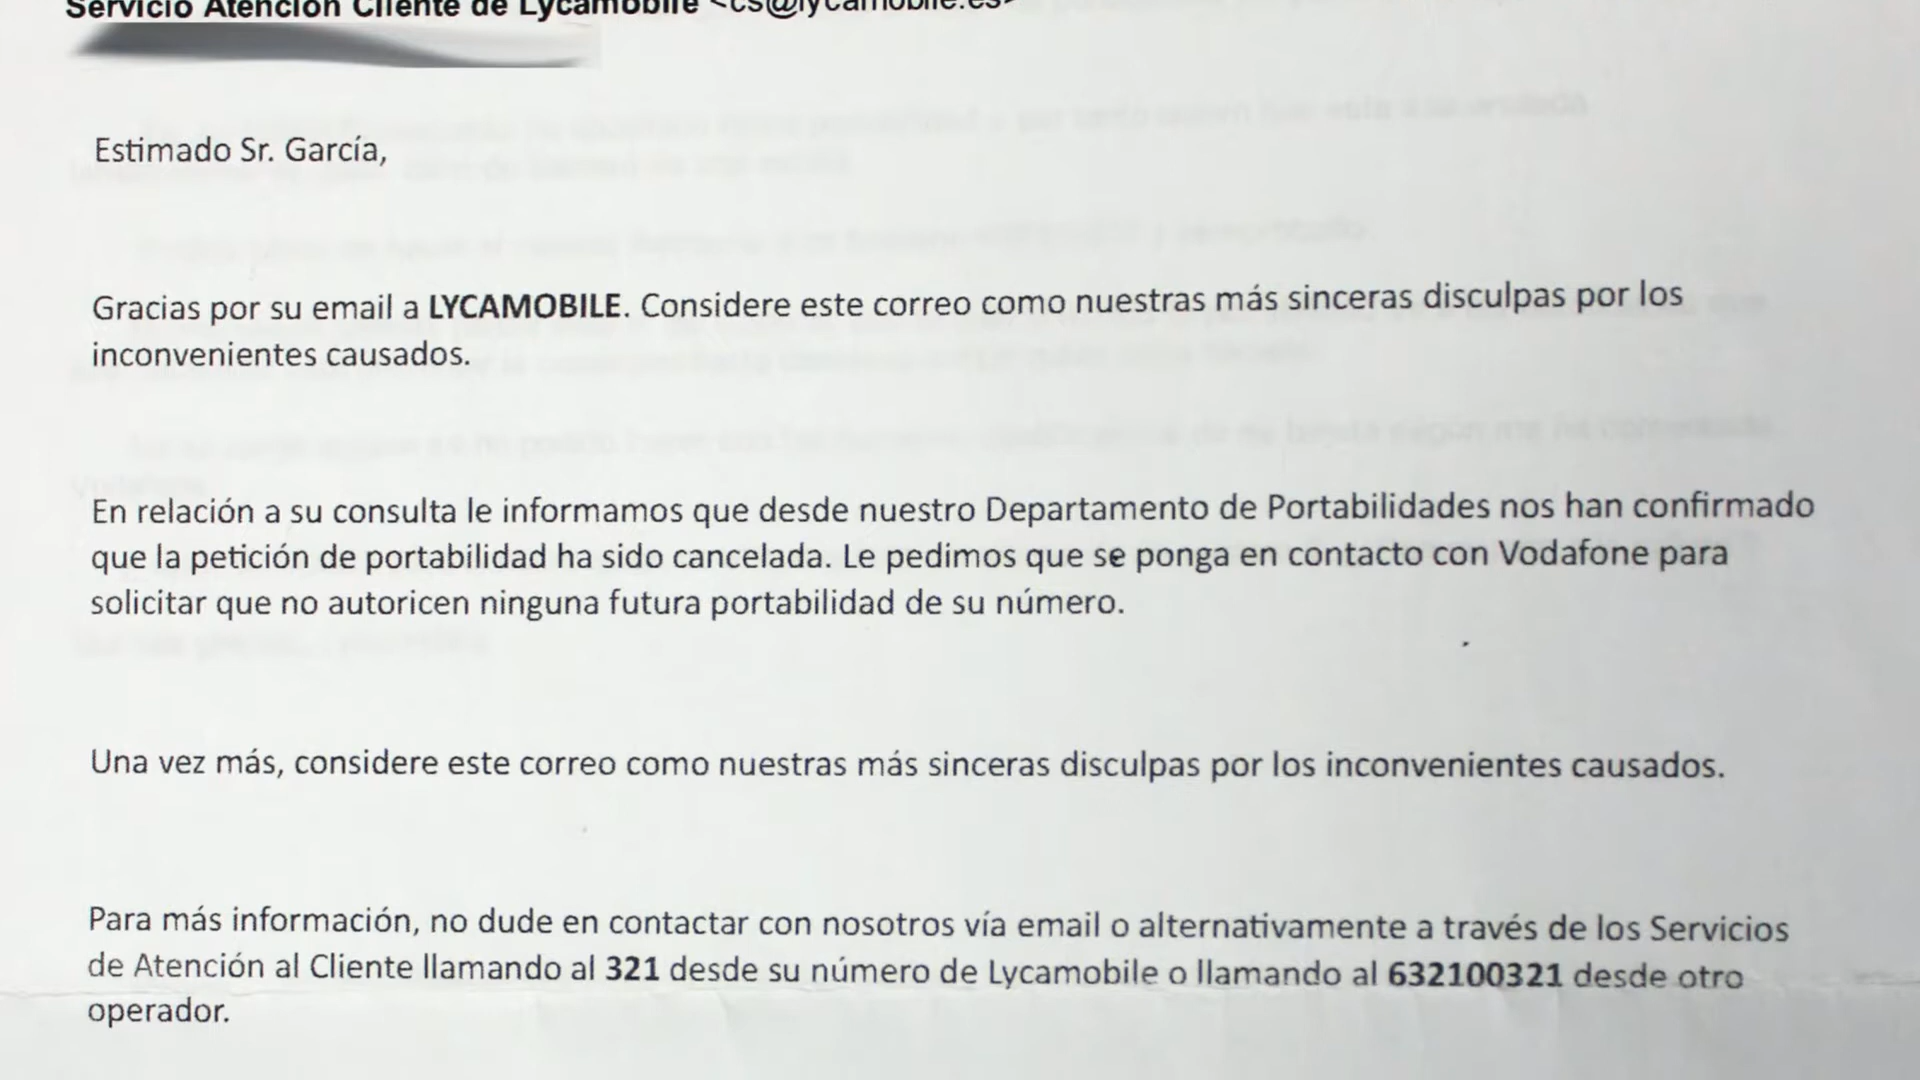 Servicio Atención Cliente de Lycamobile <cs@lycamobile.es>
Estimado Sr. García,
Gracias por su email a LYCAMOBILE. Considere este correo como nuestras más sinceras disculpas por los
inconvenientes causados.
En relación a su consulta le informamos que desde nuestro Departamento de Portabilidades nos han confirmado
que la petición de portabilidad ha sido cancelada. Le pedimos que se ponga en contacto con Vodafone para
solicitar que no autoricen ninguna futura portabilidad de su número.
Una vez más, considere este correo como nuestras más sinceras disculpas por los inconvenientes causados.
Para más información, no dude en contactar con nosotros vía email o alternativamente a través de los Servicios
de Atención al Cliente llamando al 321 desde su número de Lycamobile o llamando al 632100321 desde otro
operador.